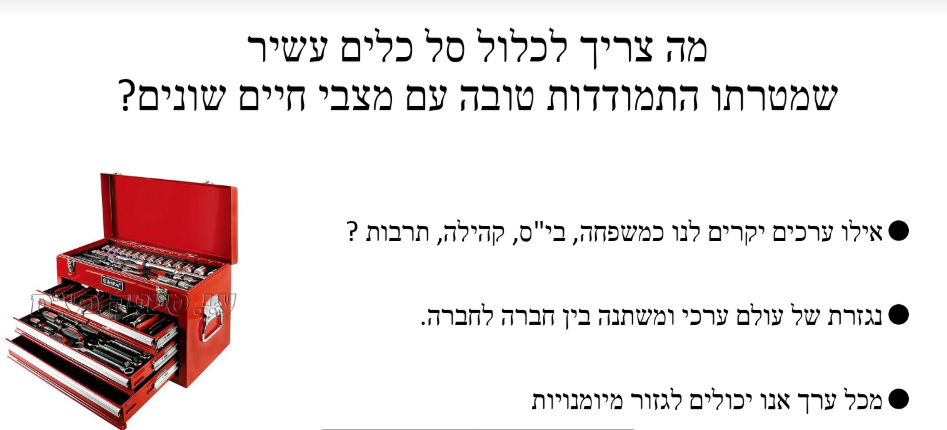 מה צריך לכלול סל כלים עשיר
שמטרתו התמודדות טובה עם מצבי חיים שונים?
● אילו ערכים יקרים לנו כמשפחה, בי"ס, קהילה, תרבות ?
● נגזרת של עולם ערכי ומשתנה בין חברה לחברה.
● מכל ערך אנו יכולים לגזור מיומנויות